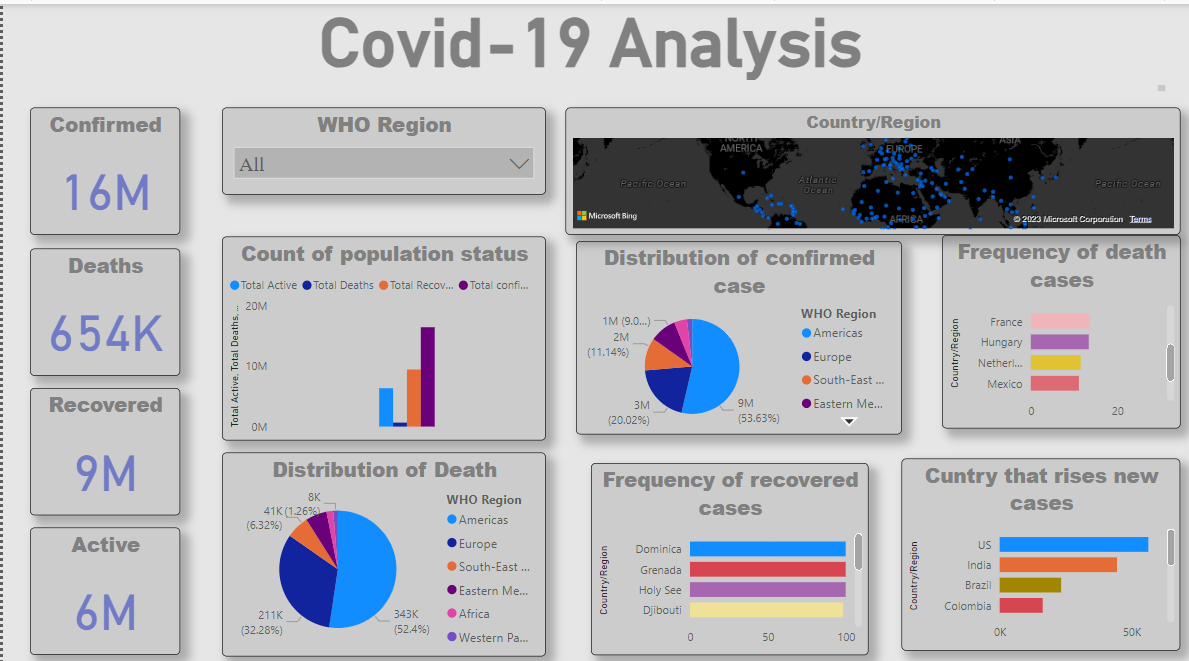 Covid-19 Analysis
Confirmed
16M
Deaths
654K
Recovered
9M
Active
6M
WHO Region
All
Country/Region
NORTH
AMERICA
EUROPE
ASIA
Pacific Ocean
Atlantic
Ocean
Pacific Ocean
AFRICA
Microsoft Bing
© 2023 Microsoft Corporation Terms
Count of population status
Total Active Total Deaths Total Recov... Total confi...
Total Active, Total Deaths, ...
20M
10M
0M
Distribution of confirmed
case
1M (9.0...)
2M
(11.14%)
3M
(20.02%)
9M
(53.63%)
WHO Region
Americas
Europe
South-East ...
Eastern Me...
Frequency of death
cases
Country/Region
France
Hungary
Netherl...
Mexico
0 20
Distribution of Death
8K
(1.26%)
41K
(6.32%)
211K
(32.28%)
343K
(52.4%)
WHO Region
Americas
Europe
South-East ...
Eastern Me...
Africa
Western Pa...
Frequency of recovered
cases
Country/Region
Dominica
Grenada
Holy See
Djibouti
0 50 100
Cuntry that rises new
cases
Country/Region
US
India
Brazil
Colombia
0K 50K